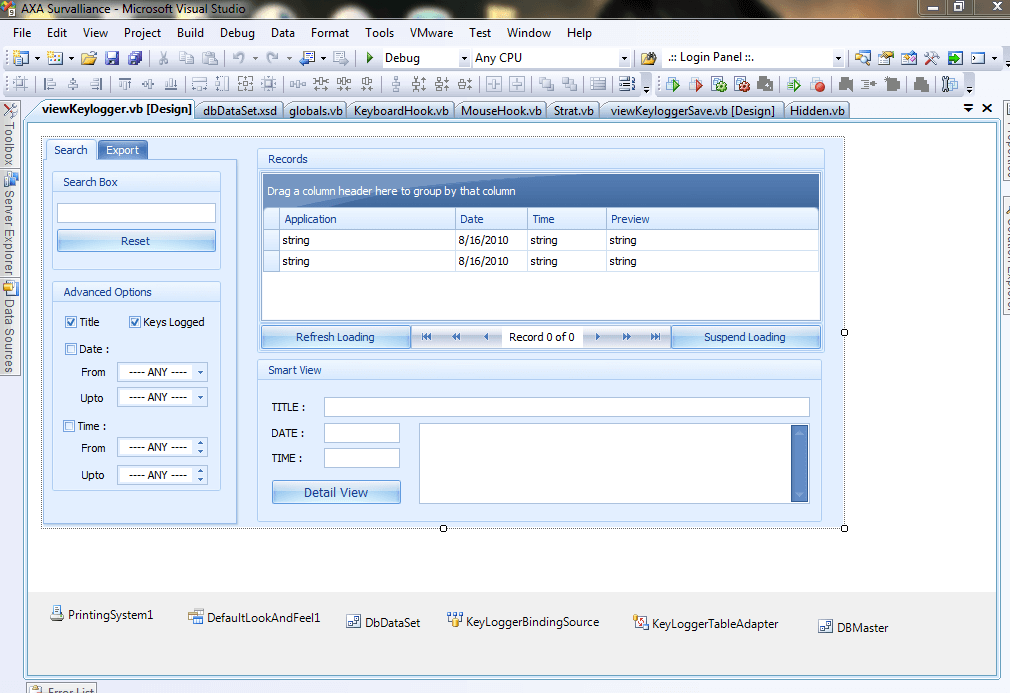 AXA Survalliance - Microsoft Visual Studio
File Edit View Project Build Debug Data Format Tools VMware Test Window Help
Debug Any CPU .:: Login Panel ::.
viewKeylogger.vb [Design] dbDataSet.xsd globals.vb KeyboardHook.vb MouseHook.vb Strat.vb viewKeyloggerSave.vb [Design] Hidden.vb
Toolbox
Server Explorer
Data Sources
Search Export
Search Box
Reset
Advanced Options
Title Keys Logged
Date :
From ---- ANY ----
Upto ---- ANY ----
Time :
From ---- ANY ----
Upto ---- ANY ----
Records
Drag a column header here to group by that column
Application Date Time Preview
string 8/16/2010 string string
string 8/16/2010 string string
Refresh Loading Record 0 of 0 Suspend Loading
Smart View
TITLE :
DATE :
TIME :
Detail View
PrintingSystem1 DefaultLookAndFeel1 DbDataSet KeyLoggerBindingSource KeyLoggerTableAdapter DBMaster
Error List